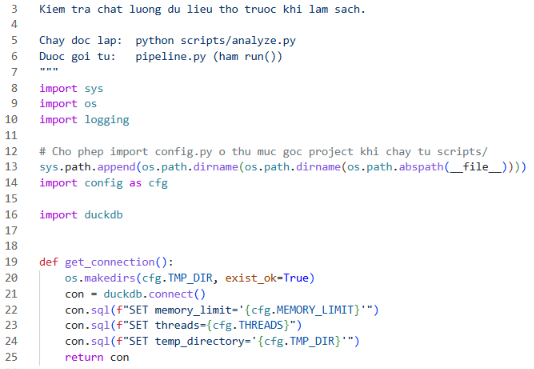 3 Kiem tra chat luong du lieu tho truoc khi lam sach.
4
5 Chay doc lap:  python scripts/analyze.py
6 Duoc goi tu:   pipeline.py (ham run())
7 """
8 import sys
9 import os
10 import logging
11
12 # Cho phep import config.py o thu muc goc project khi chay tu scripts/
13 sys.path.append(os.path.dirname(os.path.dirname(os.path.abspath(__file__))))
14 import config as cfg
15
16 import duckdb
17
18
19 def get_connection():
20     os.makedirs(cfg.TMP_DIR, exist_ok=True)
21     con = duckdb.connect()
22     con.sql(f"SET memory_limit='{cfg.MEMORY_LIMIT}'")
23     con.sql(f"SET threads={cfg.THREADS}")
24     con.sql(f"SET temp_directory='{cfg.TMP_DIR}'")
25     return con